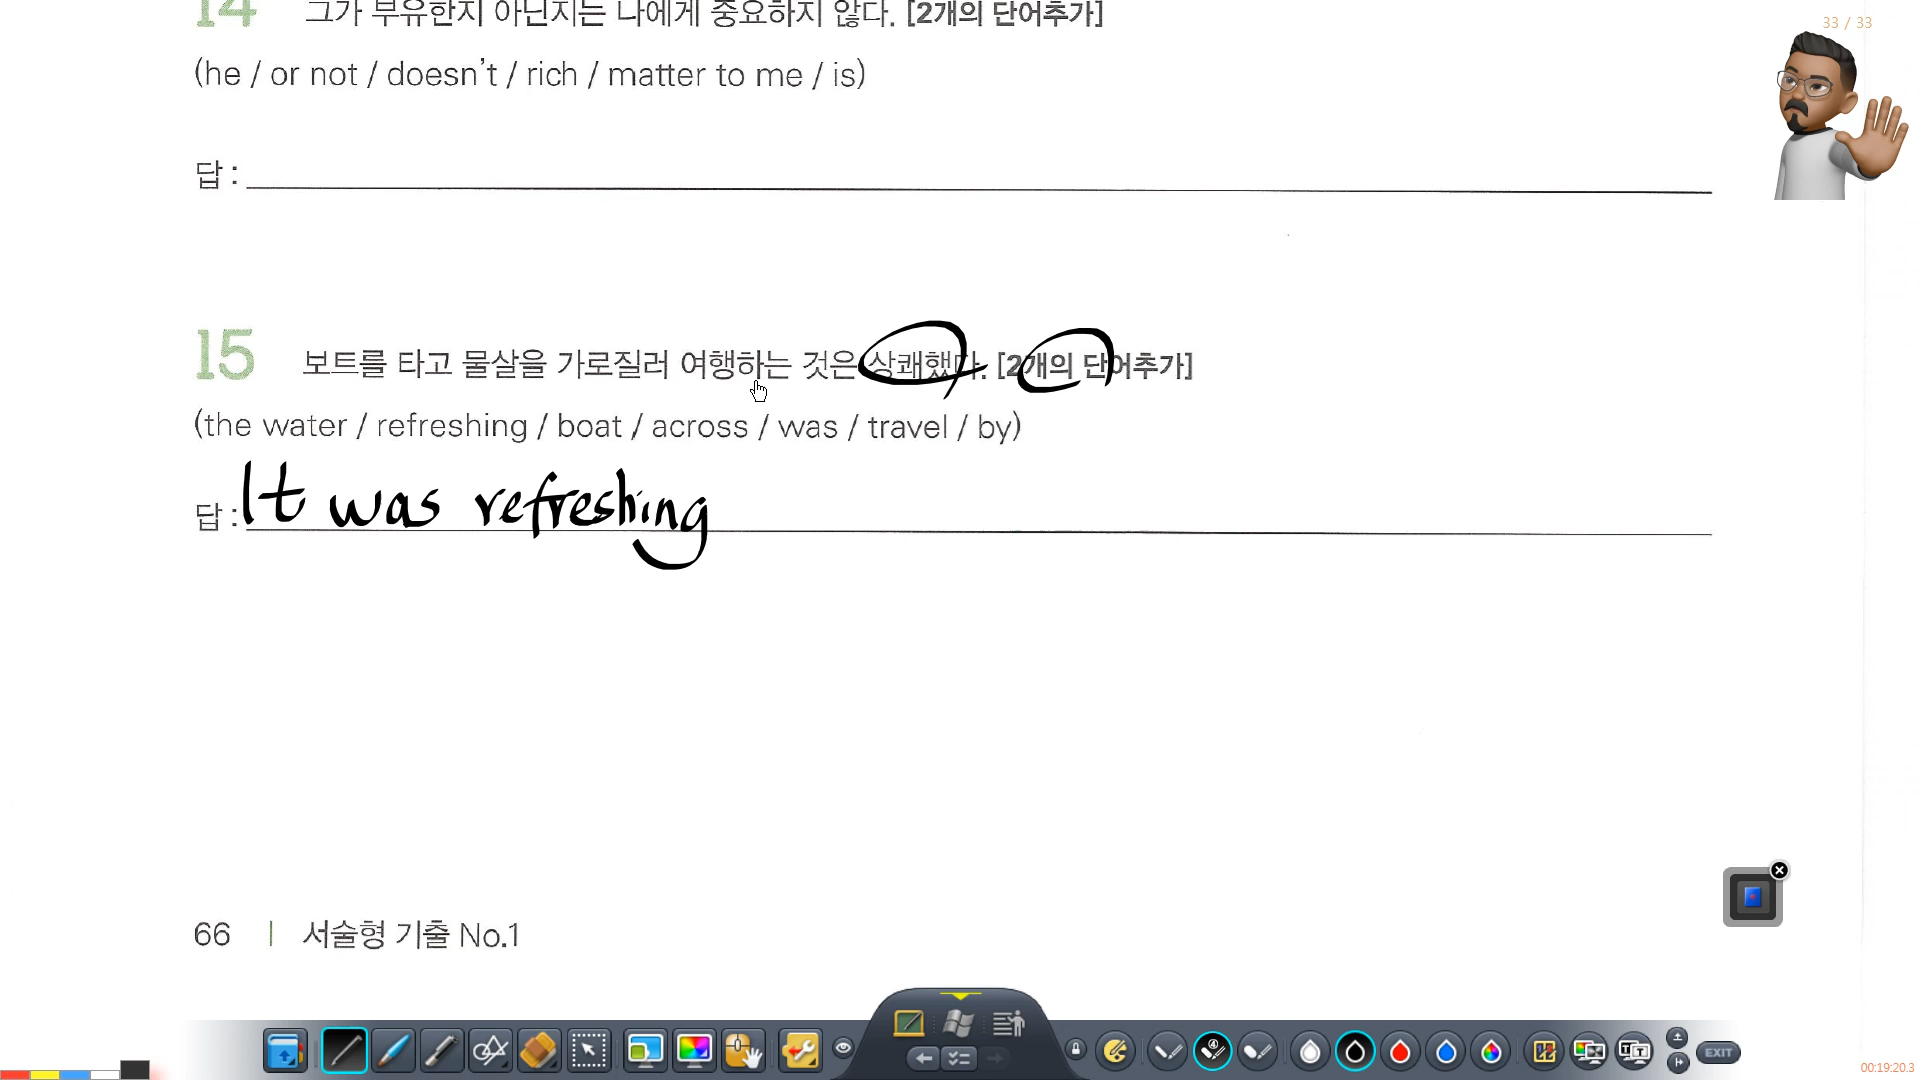 33 / 33
14 그가 부유한지 아닌지는 나에게 중요하지 않다. [2개의 단어추가]
(he / or not / doesn't / rich / matter to me / is)
답 :
15 보트를 타고 물살을 가로질러 여행하는 것은 상쾌했다. [2개의 단어추가]
(the water / refreshing / boat / across / was / travel / by)
답 : It was refreshing
66 | 서술형 기출 No.1
EXIT
00:19:20.3